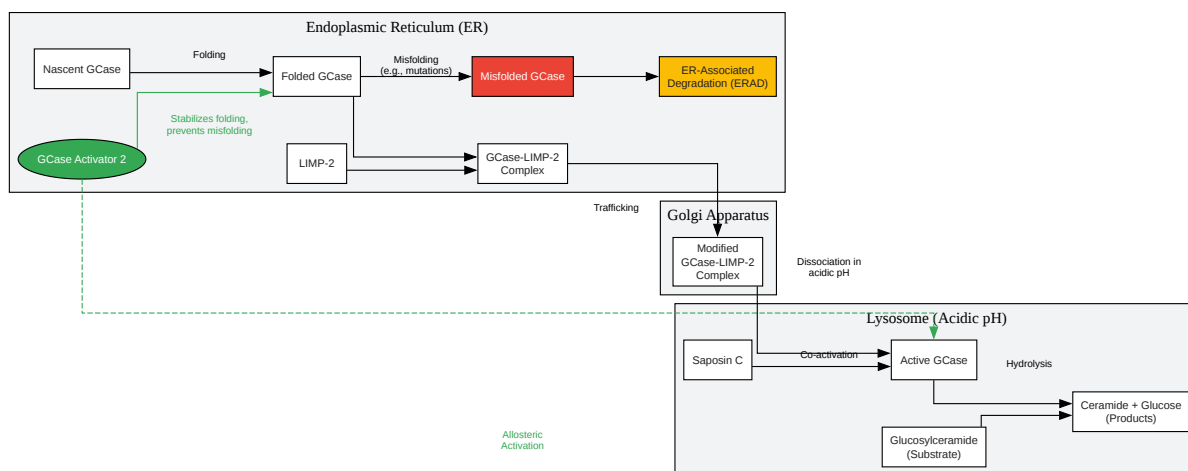 Endoplasmic Reticulum (ER)
Nascent GCase
Folding
Folded GCase
Misfolding
(e.g., mutations)
Misfolded GCase
ER-Associated
Degradation (ERAD)
Stabilizes folding,
prevents misfolding
GCase Activator 2
LIMP-2
GCase-LIMP-2
Complex
Trafficking
Golgi Apparatus
Modified
GCase-LIMP-2
Complex
Dissociation in
acidic pH
Lysosome (Acidic pH)
Saposin C
Co-activation
Active GCase
Hydrolysis
Ceramide + Glucose
(Products)
Glucosylceramide
(Substrate)
Allosteric
Activation